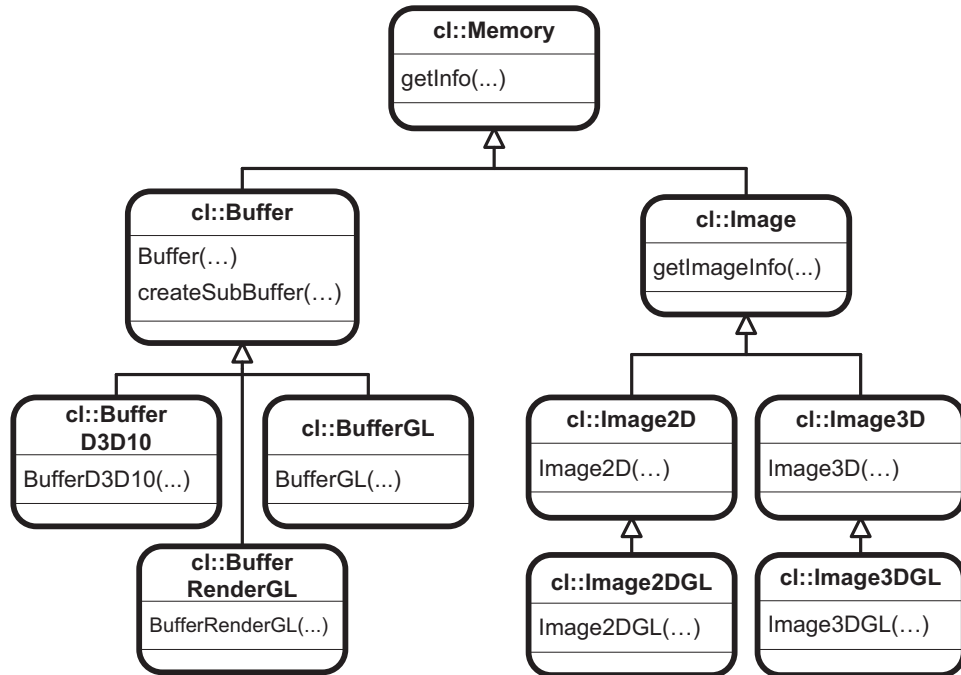 cl::Memory
getInfo(...)
cl::Buffer
Buffer(…)
createSubBuffer(…)
cl::Image
getImageInfo(...)
cl::Buffer
D3D10
BufferD3D10(...)
cl::BufferGL
BufferGL(...)
cl::Image2D
Image2D(…)
cl::Image3D
Image3D(…)
cl::Buffer
RenderGL
BufferRenderGL(...)
cl::Image2DGL
Image2DGL(…)
cl::Image3DGL
Image3DGL(…)